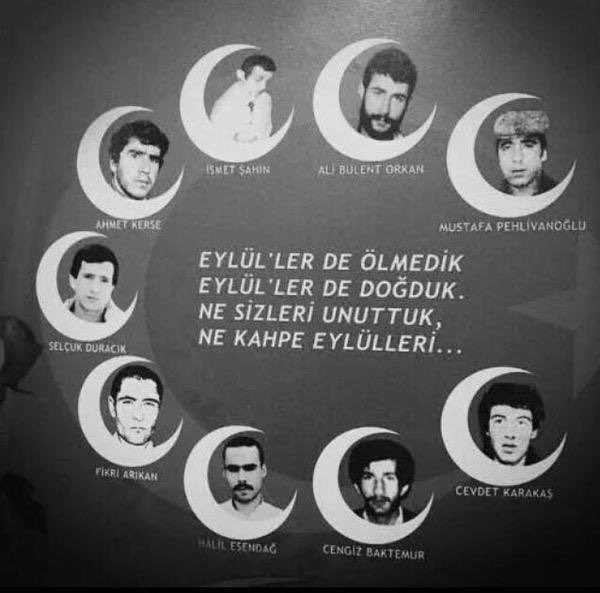 İSMET ŞAHİN
ALİ BÜLENT ORKAN
AHMET KERSE
MUSTAFA PEHLİVANOĞLU
EYLÜL'LER DE ÖLMEDİK
EYLÜL'LER DE DOĞDUK.
NE SİZLERİ UNUTTUK,
NE KAHPE EYLÜLLERİ...
SELÇUK DURACIK
FİKRİ ARIKAN
CEVDET KARAKAŞ
HALİL ESENDAĞ
CENGİZ BAKTEMUR